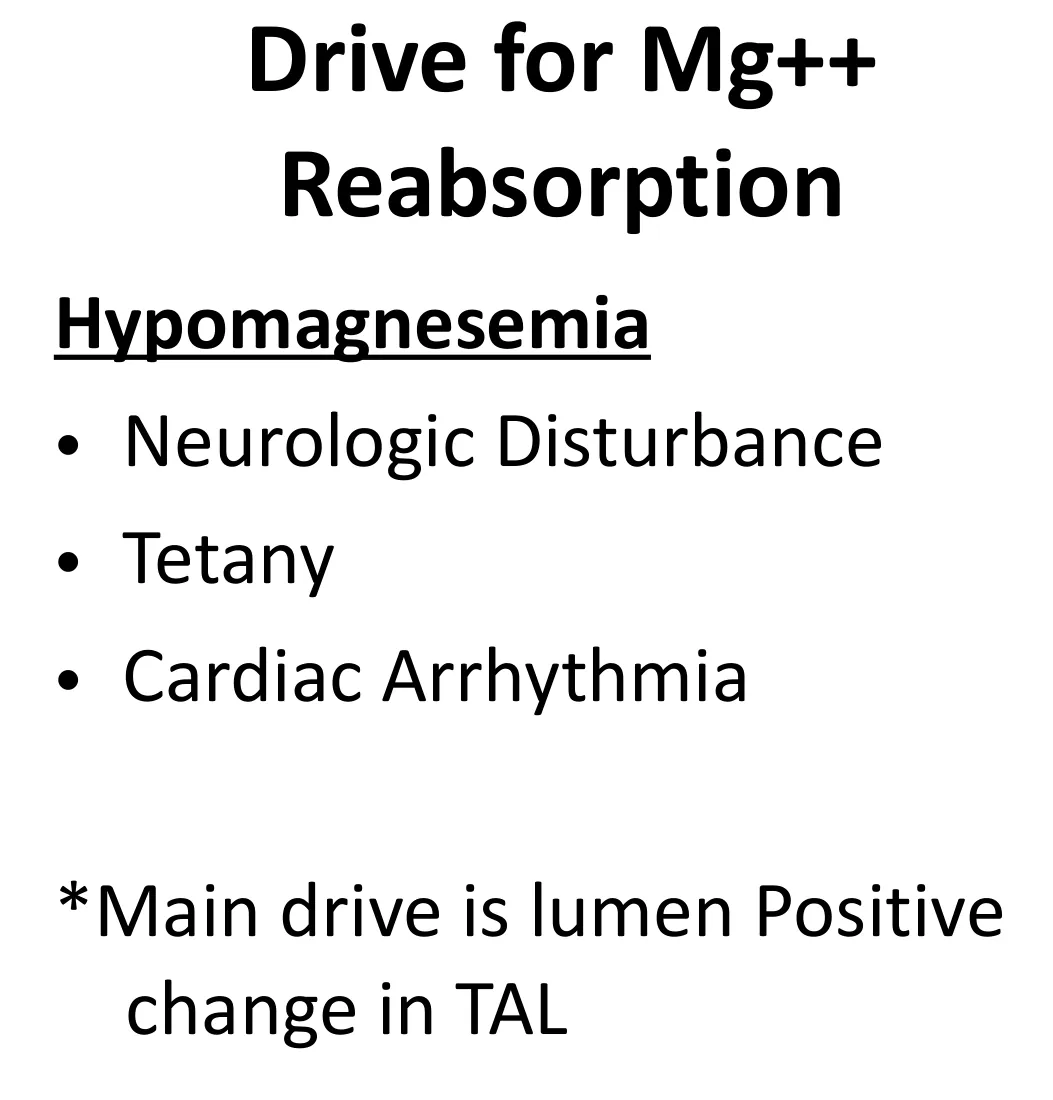 Drive for Mg++
Reabsorption
Hypomagnesemia
• Neurologic Disturbance
• Tetany
• Cardiac Arrhythmia
*Main drive is lumen Positive
change in TAL